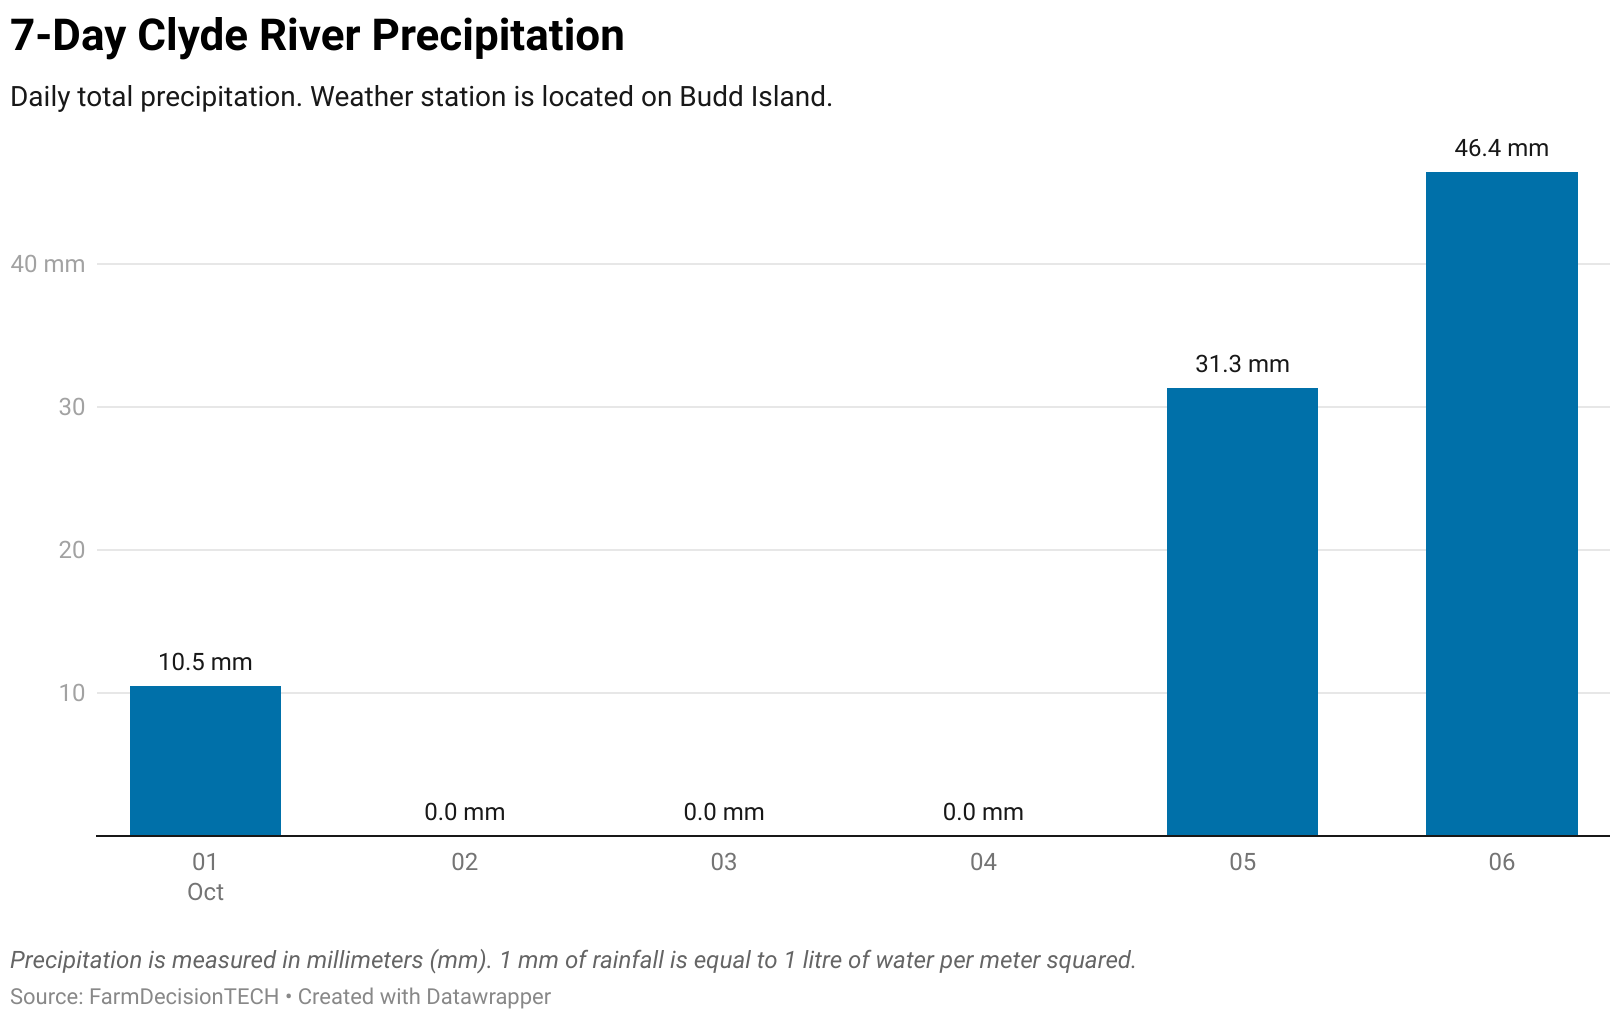 7-Day Clyde River Precipitation
Daily total precipitation. Weather station is located on Budd Island.
46.4 mm
40 mm
31.3 mm
30
20
10.5 mm
10
0.0 mm 0.0 mm 0.0 mm
01 02 03 04 05 06
Oct
Precipitation is measured in millimeters (mm). 1 mm of rainfall is equal to 1 litre of water per meter squared.
Source: FarmDecisionTECH • Created with Datawrapper